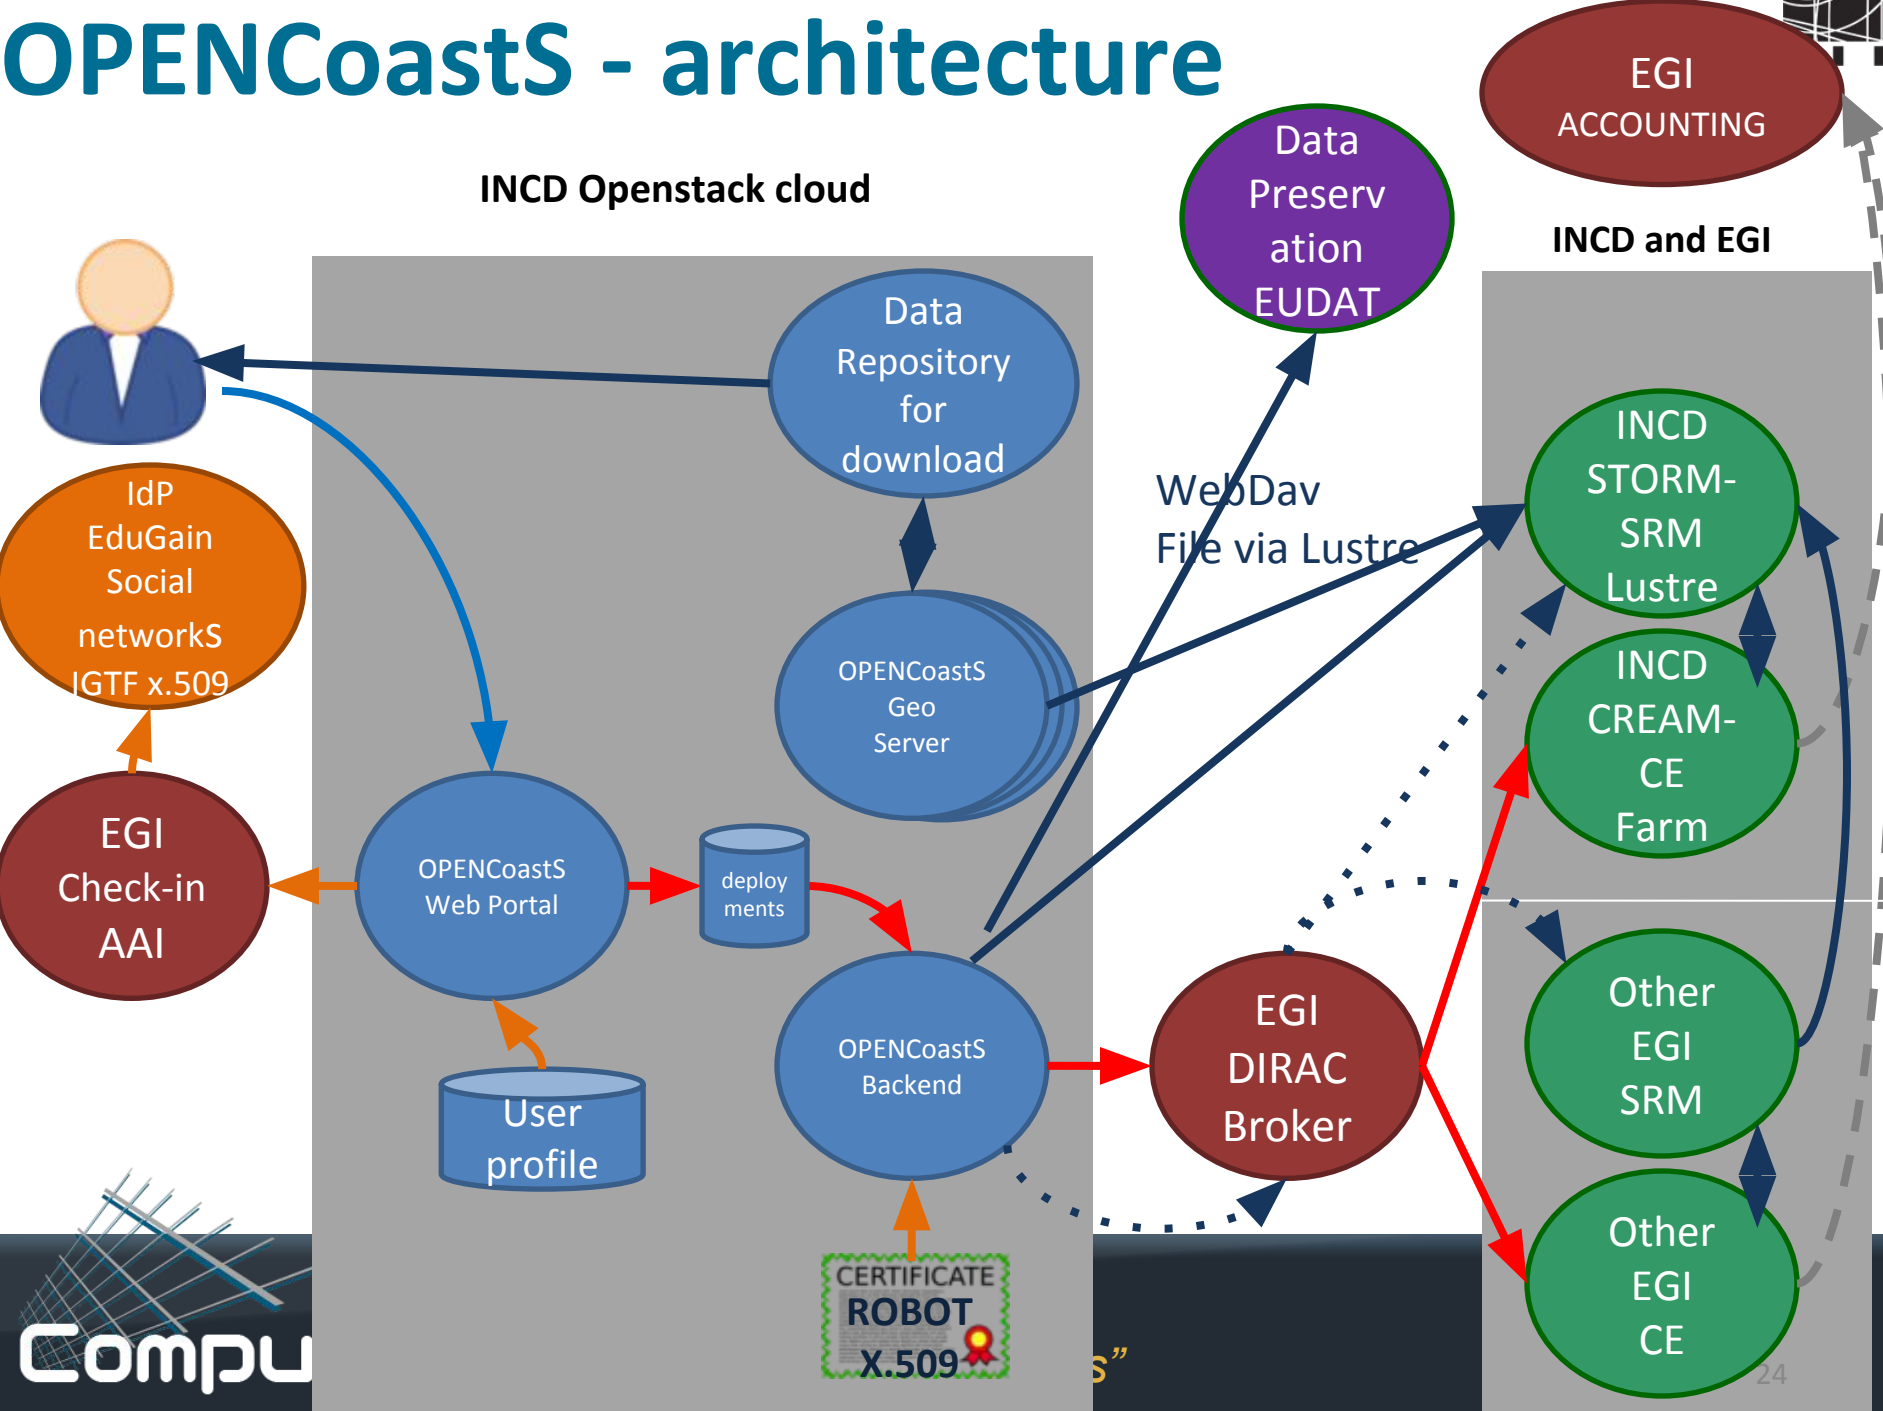 OPENCoastS - architecture
EGI
ACCOUNTING
INCD Openstack cloud
Data
Preserv
ation
EUDAT
INCD and EGI
Data
Repository
for
download
IdP
EduGain
Social
networkS
IGTF x.509
WebDav
File via Lustre
INCD
STORM-
SRM
Lustre
OPENCoastS
Geo
Server
INCD
CREAM-
CE
Farm
EGI
Check-in
AAI
OPENCoastS
Web Portal
deploy
ments
OPENCoastS
Backend
EGI
DIRAC
Broker
Other
EGI
SRM
User
profile
Other
EGI
CE
CERTIFICATE
ROBOT
X.509
Compu
s”
24